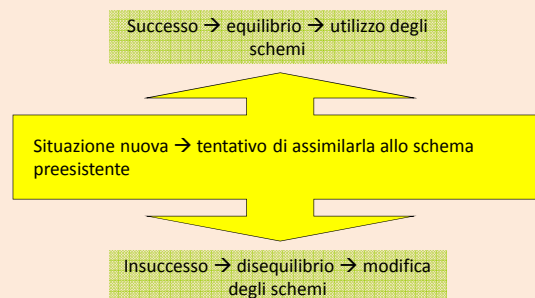 Successo → equilibrio → utilizzo degli
schemi
Situazione nuova → tentativo di assimilarla allo schema
preesistente
Insuccesso → disequilibrio → modifica
degli schemi